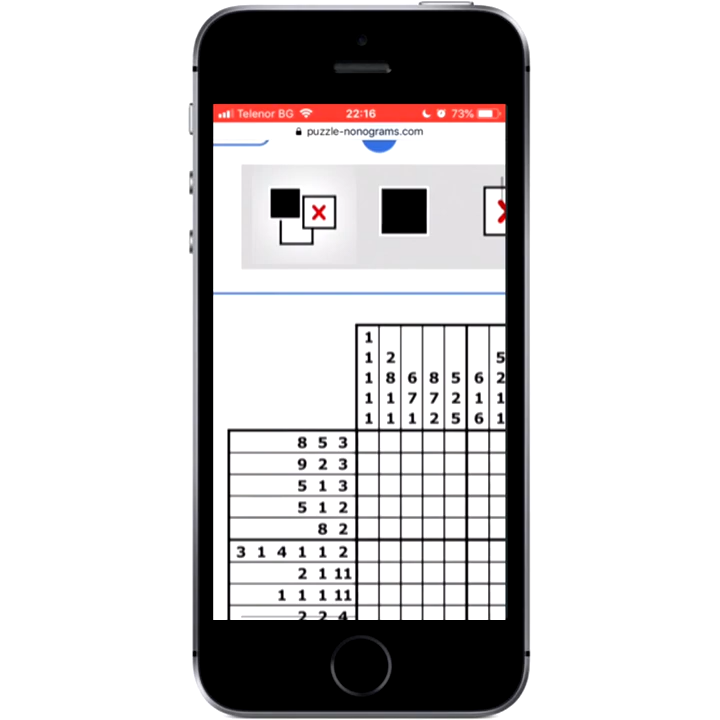 Telenor BG 22:16 73%
puzzle-nonograms.com
1
1 2 5
1 8 6 8 5 6 2
1 1 7 7 2 1 1
1 1 1 2 5 6 1
8 5 3
9 2 3
5 1 3
5 1 2
8 2
3 1 4 1 1 2
2 1 11
1 1 1 11
2 2 4